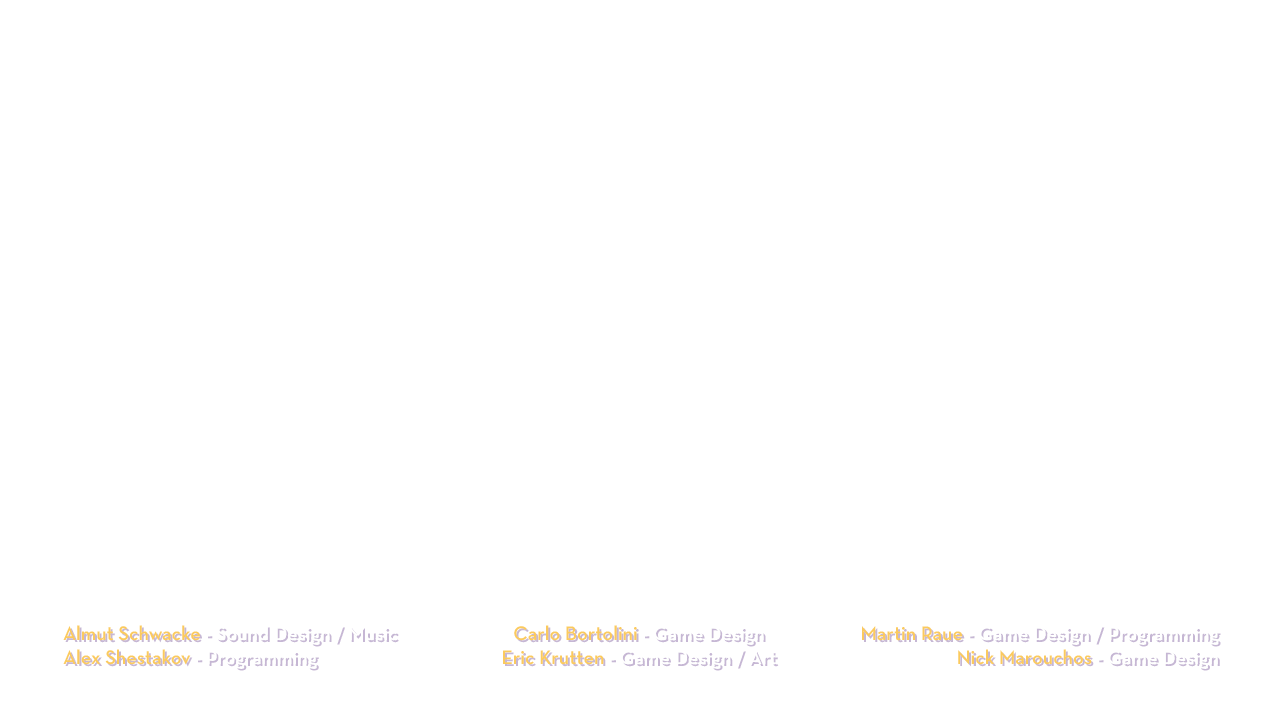 Almut Schwacke - Sound Design / Music
Alex Shestakov - Programming
Carlo Bortolini - Game Design
Eric Krutten - Game Design / Art
Martin Raue - Game Design / Programming
Nick Marouchos - Game Design